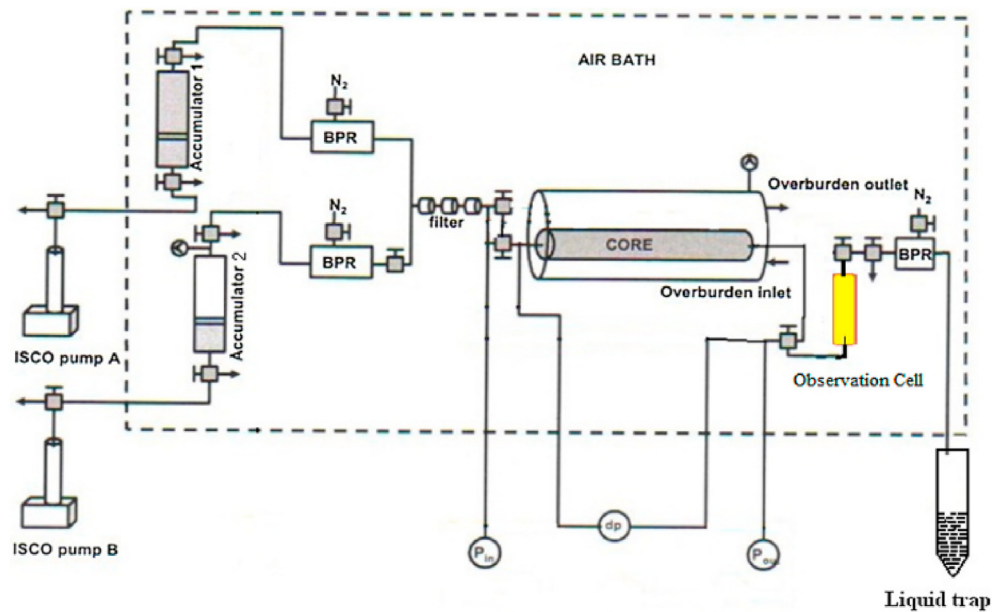 AIR BATH
Accumulator 1
N2
BPR
ISCO pump A
Accumulator 2
N2
BPR
filter
CORE
Overburden outlet
Overburden inlet
N2
BPR
Observation Cell
ISCO pump B
Pin
dp
Pout
Liquid trap